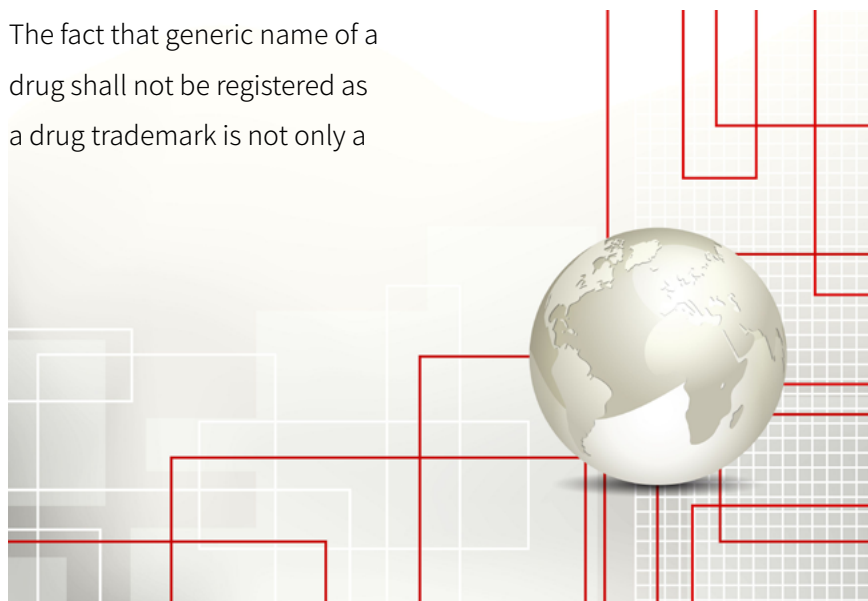 The fact that generic name of a
drug shall not be registered as
a drug trademark is not only a